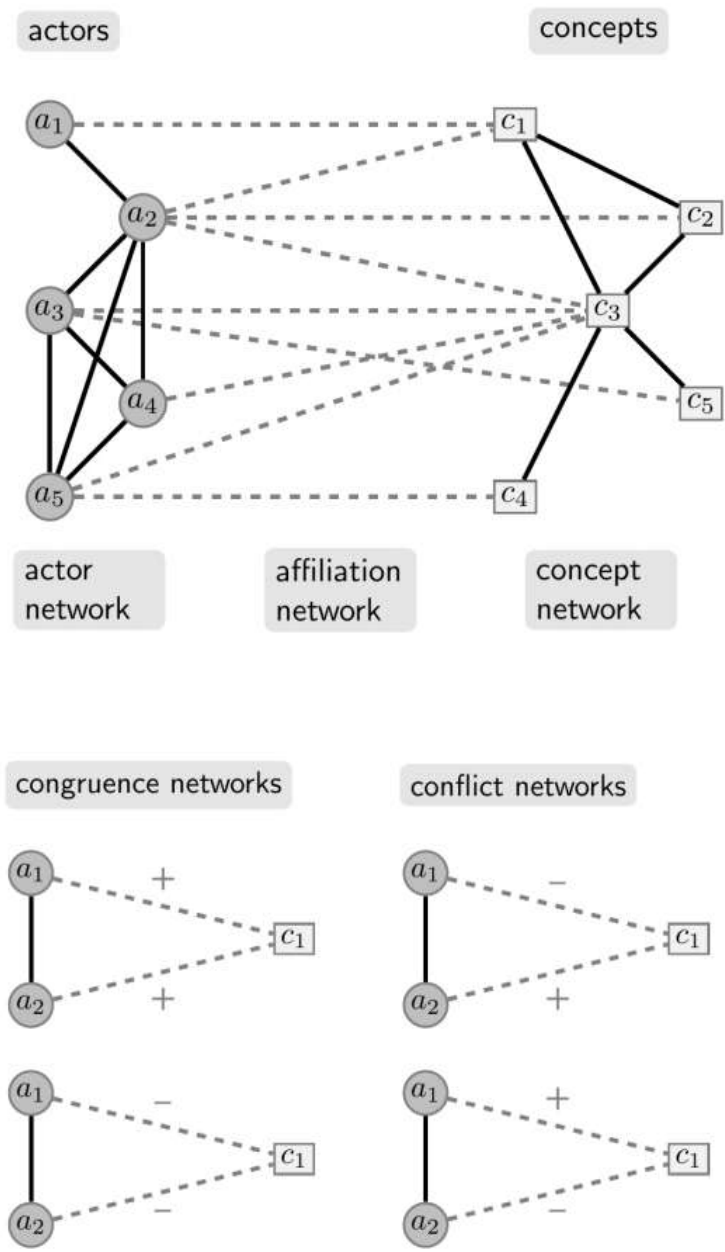 actors
concepts
a1
c1
a2
c2
a3
c3
a4
c5
a5
c4
actor
network
affiliation
network
concept
network
congruence networks
conflict networks
a1
+
c1
a2
+
a1
−
c1
a2
+
a1
−
c1
a2
−
a1
+
c1
a2
−